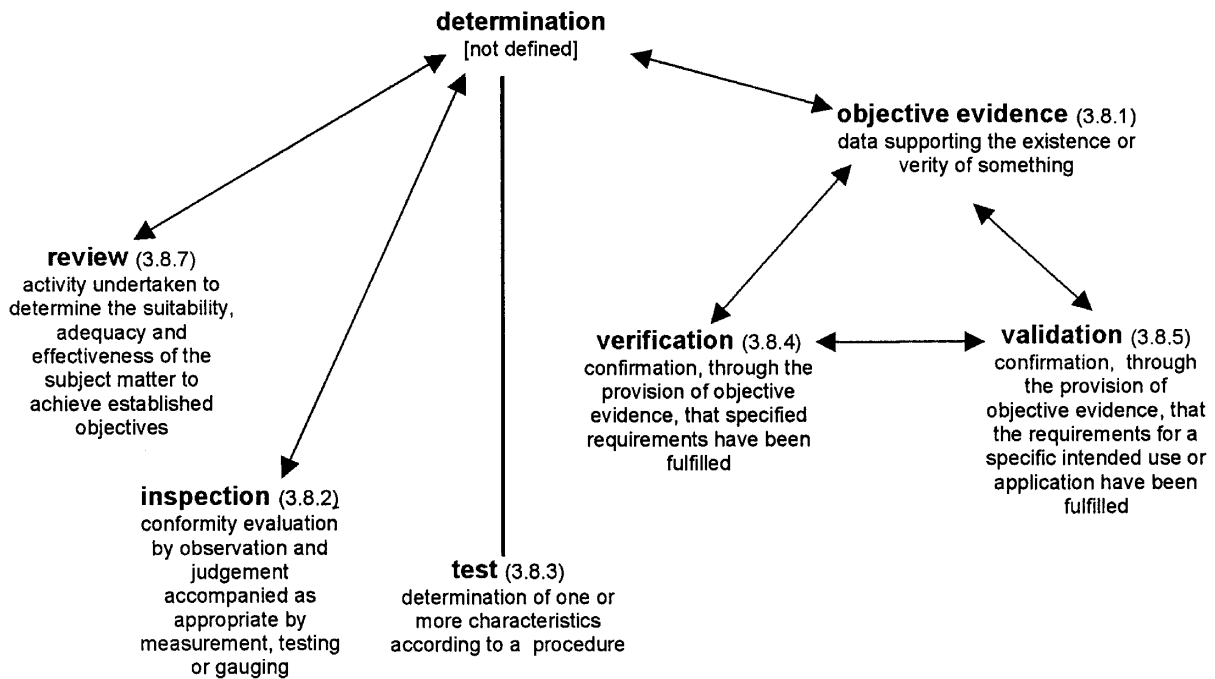 determination
[not defined]
objective evidence (3.8.1)
data supporting the existence or
verity of something
review (3.8.7)
activity undertaken to
determine the suitability,
adequacy and
effectiveness of the
subject matter to
achieve established
objectives
verification (3.8.4)
confirmation, through the
provision of objective
evidence, that specified
requirements have been
fulfilled
validation (3.8.5)
confirmation, through
the provision of
objective evidence, that
the requirements for a
specific intended use or
application have been
fulfilled
inspection (3.8.2)
conformity evaluation
by observation and
judgement
accompanied as
appropriate by
measurement, testing
or gauging
test (3.8.3)
determination of one or
more characteristics
according to a procedure